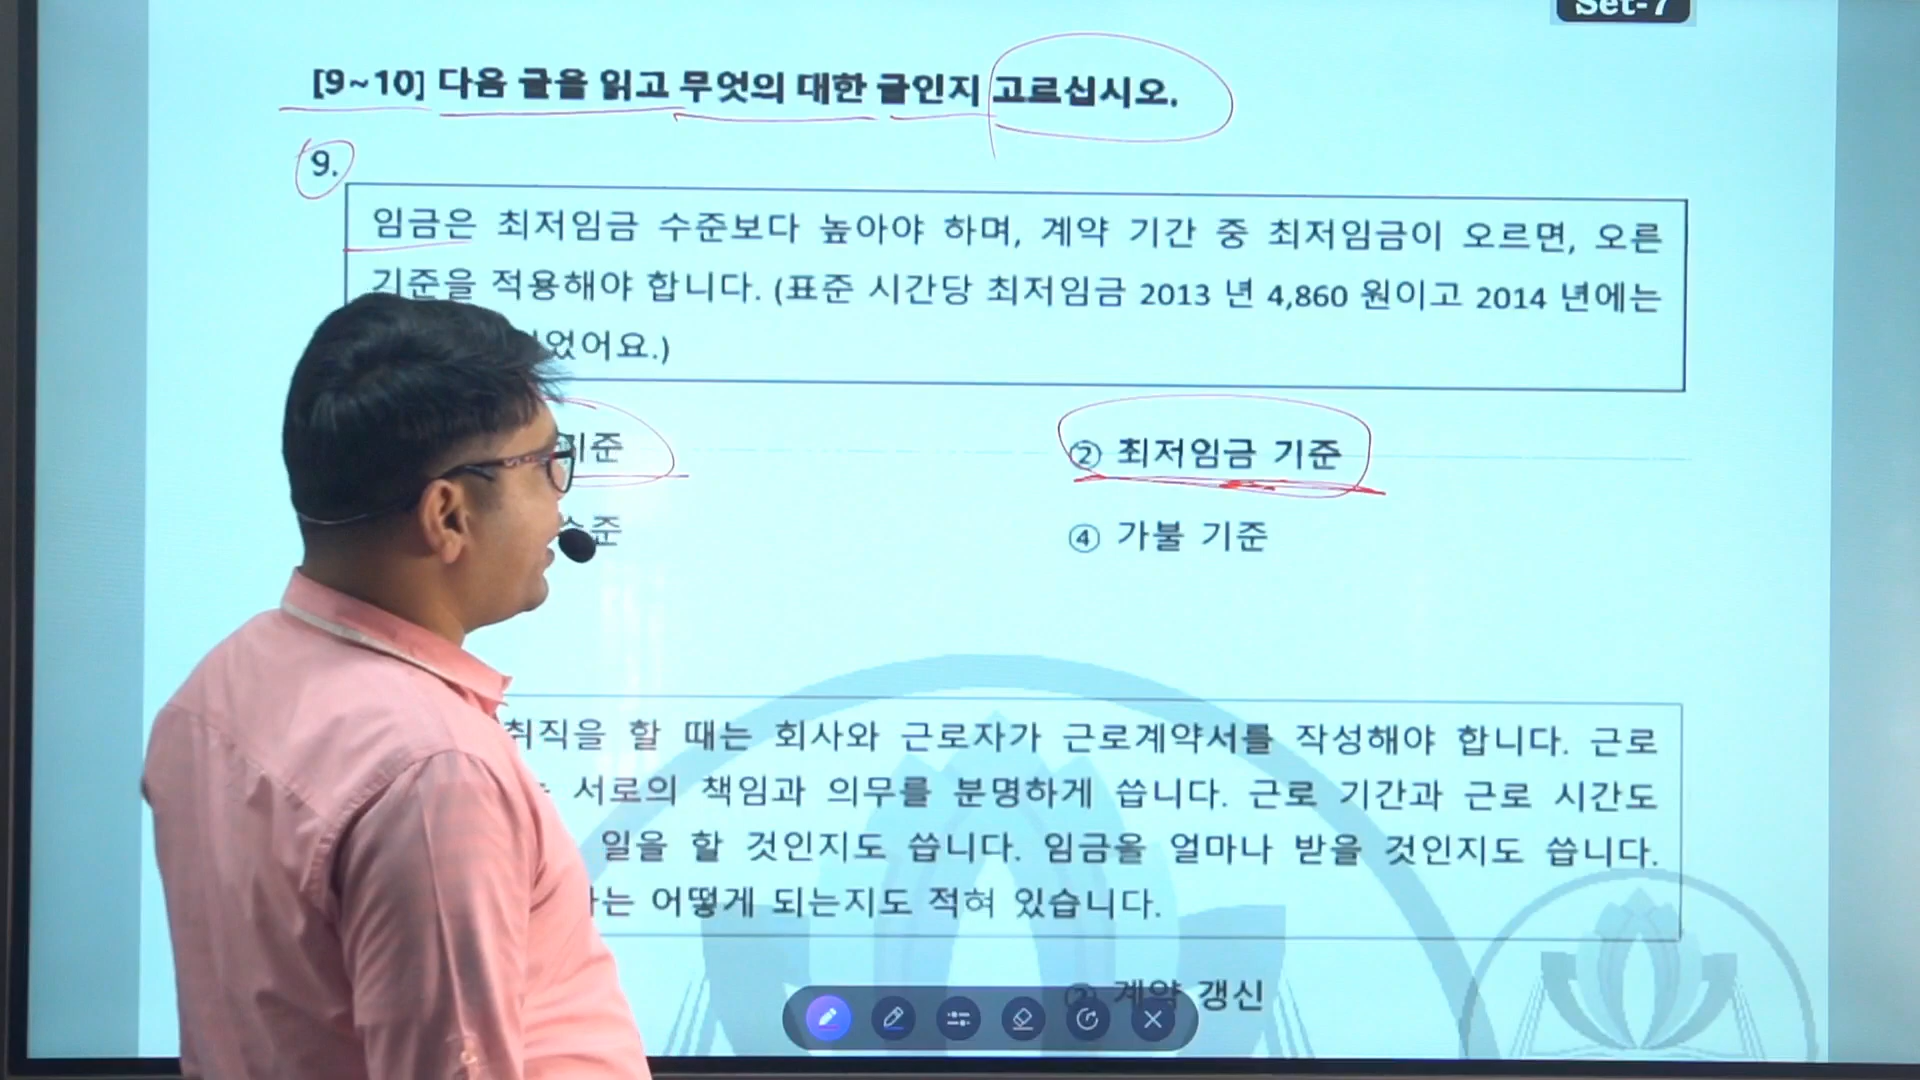 Set-7
[9~10] 다음 글을 읽고 무엇의 대한 글인지 고르십시오.
9.
임금은 최저임금 수준보다 높아야 하며, 계약 기간 중 최저임금이 오르면, 오른
기준을 적용해야 합니다. (표준 시간당 최저임금 2013 년 4,860 원이고 2014 년에는
었어요.)
기준
② 최저임금 기준
수준
④ 가불 기준
취직을 할 때는 회사와 근로자가 근로계약서를 작성해야 합니다. 근로
서로의 책임과 의무를 분명하게 씁니다. 근로 기간과 근로 시간도
일을 할 것인지도 씁니다. 임금을 얼마나 받을 것인지도 씁니다.
는 어떻게 되는지도 적혀 있습니다.
② 계약 갱신